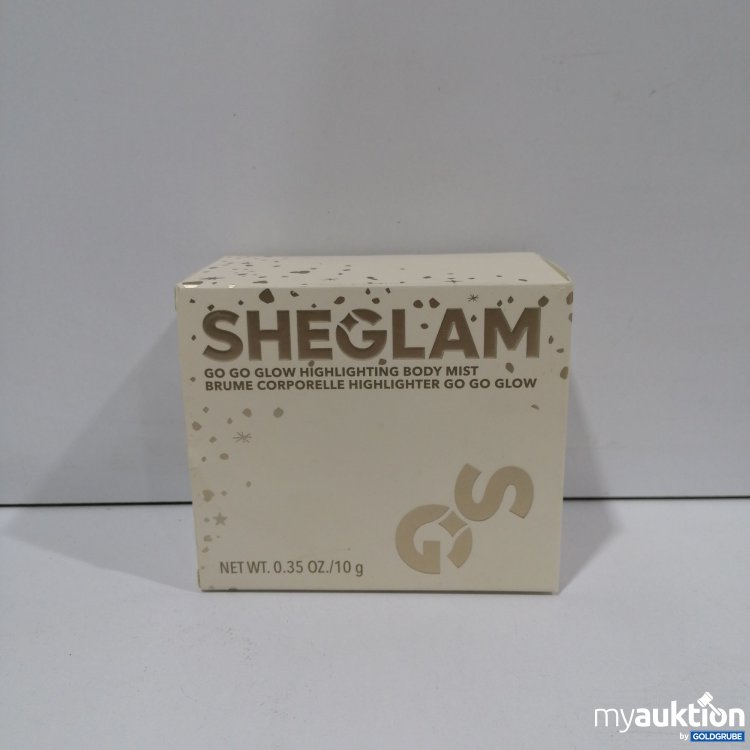 SHEGLAM
GO GO GLOW HIGHLIGHTING BODY MIST
BRUME CORPORELLE HIGHLIGHTER GO GO GLOW
GS
NET WT. 0.35 OZ./10 g
myauktion
by GOLDGRUBE